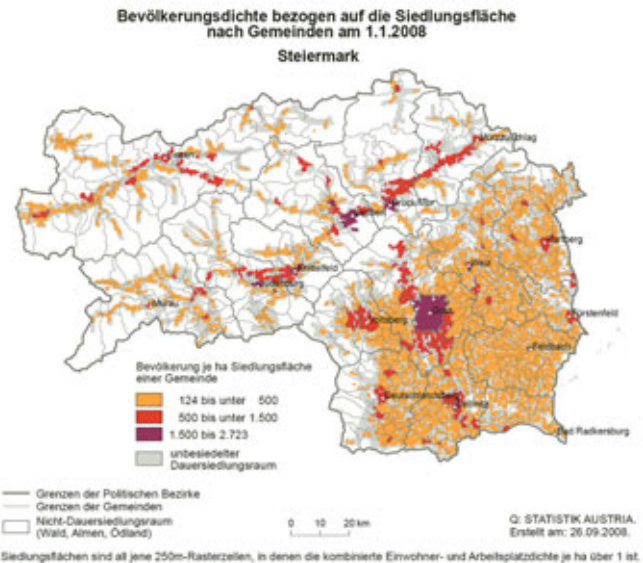 Bevölkerungsdichte bezogen auf die Siedlungsfläche
nach Gemeinden am 1.1.2008
Steiermark
Mürzzuschlag
Liezen
Bruck/Mur
Leoben
Hartberg
Weiz
Knittelfeld
Judenburg
Murau
Graz
Voitsberg
Fürstenfeld
Feldbach
Deutschlandsberg
Leibnitz
Bad Radkersburg
Bevölkerung je ha Siedlungsfläche
einer Gemeinde
124 bis unter 500
500 bis unter 1.500
1.500 bis 2.723
unbesiedelter
Dauersiedlungsraum
Grenzen der Politischen Bezirke
Grenzen der Gemeinden
Nicht-Dauersiedlungsraum
(Wald, Almen, Ödland)
0 10 20 km
Q: STATISTIK AUSTRIA.
Erstellt am: 26.09.2008.
Siedlungsflächen sind all jene 250m-Rasterzellen, in denen die kombinierte Einwohner- und Arbeitsplatzdichte je ha über 1 ist.